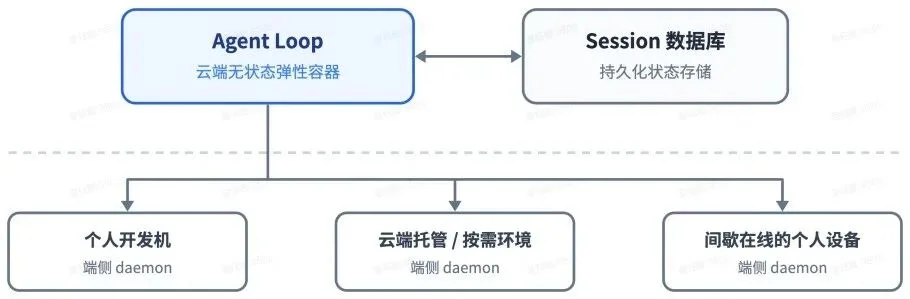 Agent Loop
云端无状态弹性容器
Session 数据库
持久化状态存储
个人开发机
端侧 daemon
云端托管 / 按需环境
端侧 daemon
间歇在线的个人设备
端侧 daemon